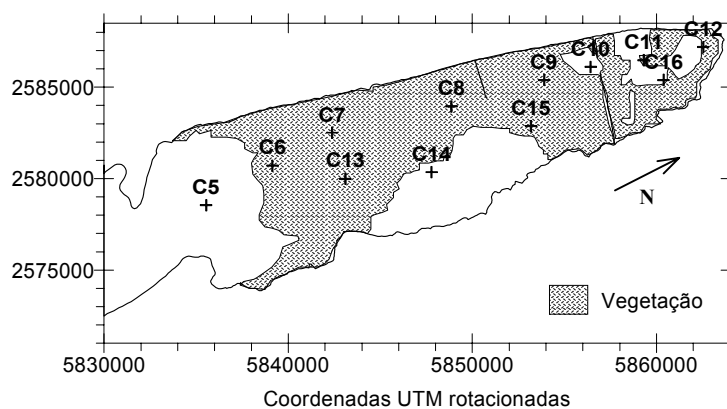 C12
C11
C10
C16
C9
2585000
C8
C15
C7
C6
C14
C13
2580000
C5
N
2575000
Vegetação
5830000 5840000 5850000 5860000
Coordenadas UTM rotacionadas